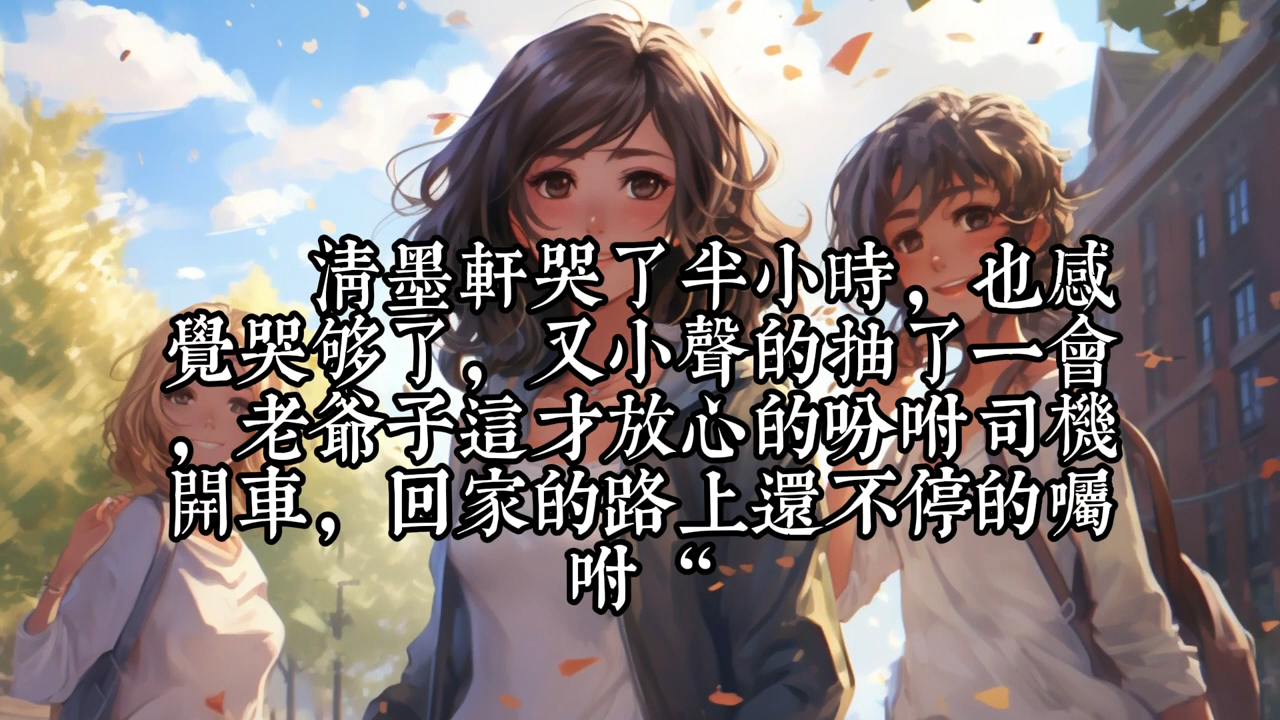 清墨軒哭了半小時，也感
覺哭够了，又小聲的抽了一會
，老爺子這才放心的吩咐司機
開車，回家的路上還不停的囑
咐“